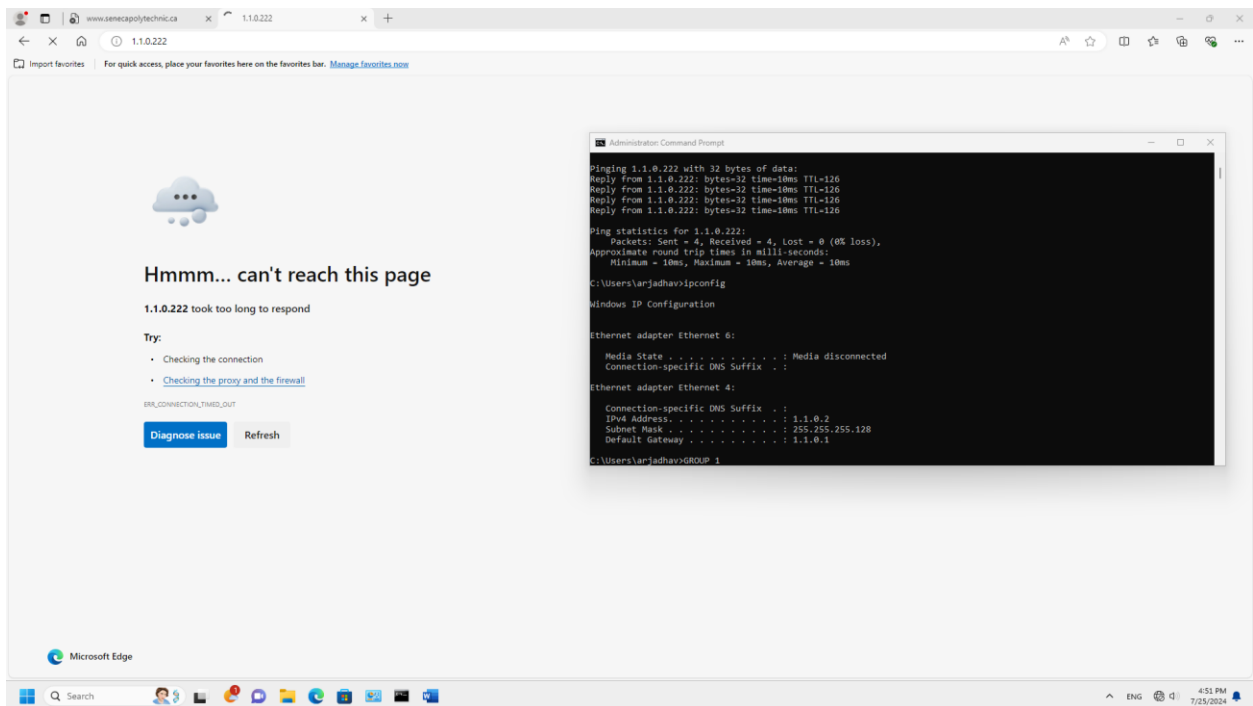 www.senecapolytechnic.ca
1.1.0.222
1.1.0.222
Import favorites
For quick access, place your favorites here on the favorites bar. Manage favorites now
Hmmm... can't reach this page
1.1.0.222 took too long to respond
Try:
• Checking the connection
• Checking the proxy and the firewall
ERR_CONNECTION_TIMED_OUT
Diagnose issue
Refresh
Microsoft Edge
Administrator: Command Prompt
Pinging 1.1.0.222 with 32 bytes of data:
Reply from 1.1.0.222: bytes=32 time=10ms TTL=126
Reply from 1.1.0.222: bytes=32 time=10ms TTL=126
Reply from 1.1.0.222: bytes=32 time=10ms TTL=126
Reply from 1.1.0.222: bytes=32 time=10ms TTL=126
Ping statistics for 1.1.0.222:
Packets: Sent = 4, Received = 4, Lost = 0 (0% loss),
Approximate round trip times in milli-seconds:
Minimum = 10ms, Maximum = 10ms, Average = 10ms
C:\Users\arjadhav>ipconfig
Windows IP Configuration
Ethernet adapter Ethernet 6:
Media State . . . . . . . . . . . : Media disconnected
Connection-specific DNS Suffix . :
Ethernet adapter Ethernet 4:
Connection-specific DNS Suffix . :
IPv4 Address. . . . . . . . . . . : 1.1.0.2
Subnet Mask . . . . . . . . . . . : 255.255.255.128
Default Gateway . . . . . . . . . : 1.1.0.1
C:\Users\arjadhav>GROUP 1
Search
ENG
4:51 PM
7/25/2024